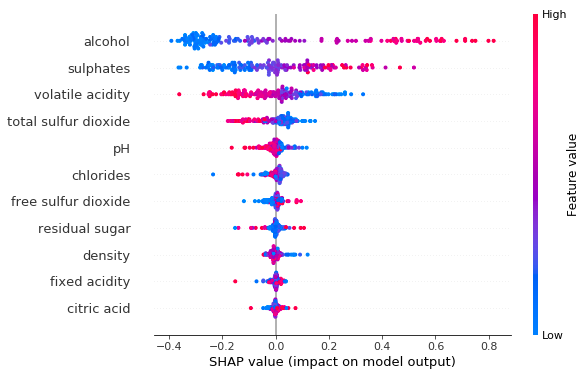 High
alcohol
sulphates
volatile acidity
total sulfur dioxide
pH
chlorides
free sulfur dioxide
residual sugar
density
fixed acidity
citric acid
Feature value
Low
−0.4 −0.2 0.0 0.2 0.4 0.6 0.8
SHAP value (impact on model output)